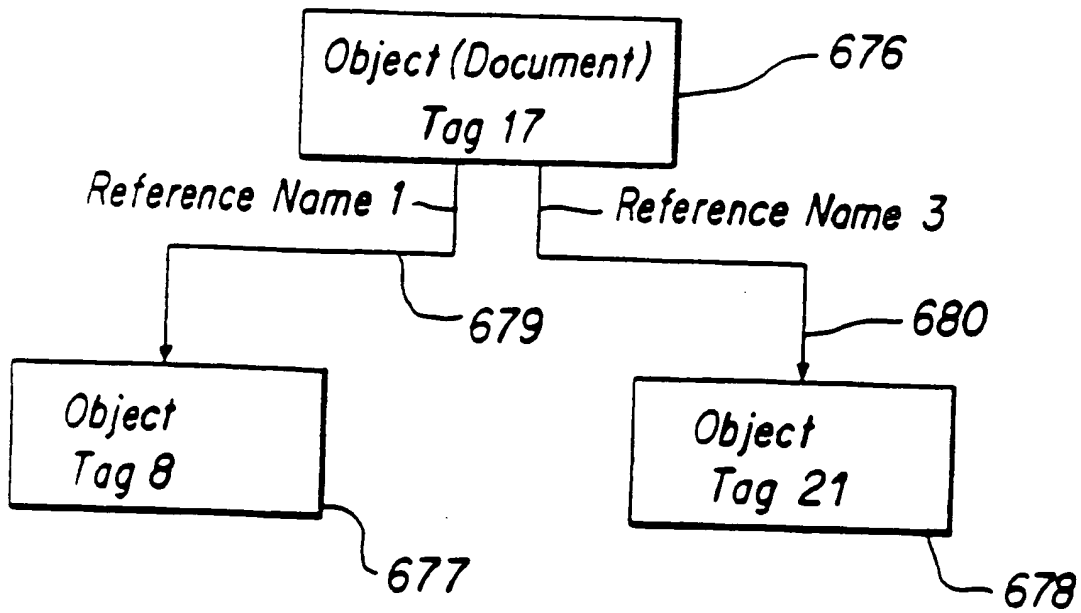 Object (Document)
Tag 17
676
Reference Name 1
Reference Name 3
679
680
Object
Tag 8
Object
Tag 21
677
678